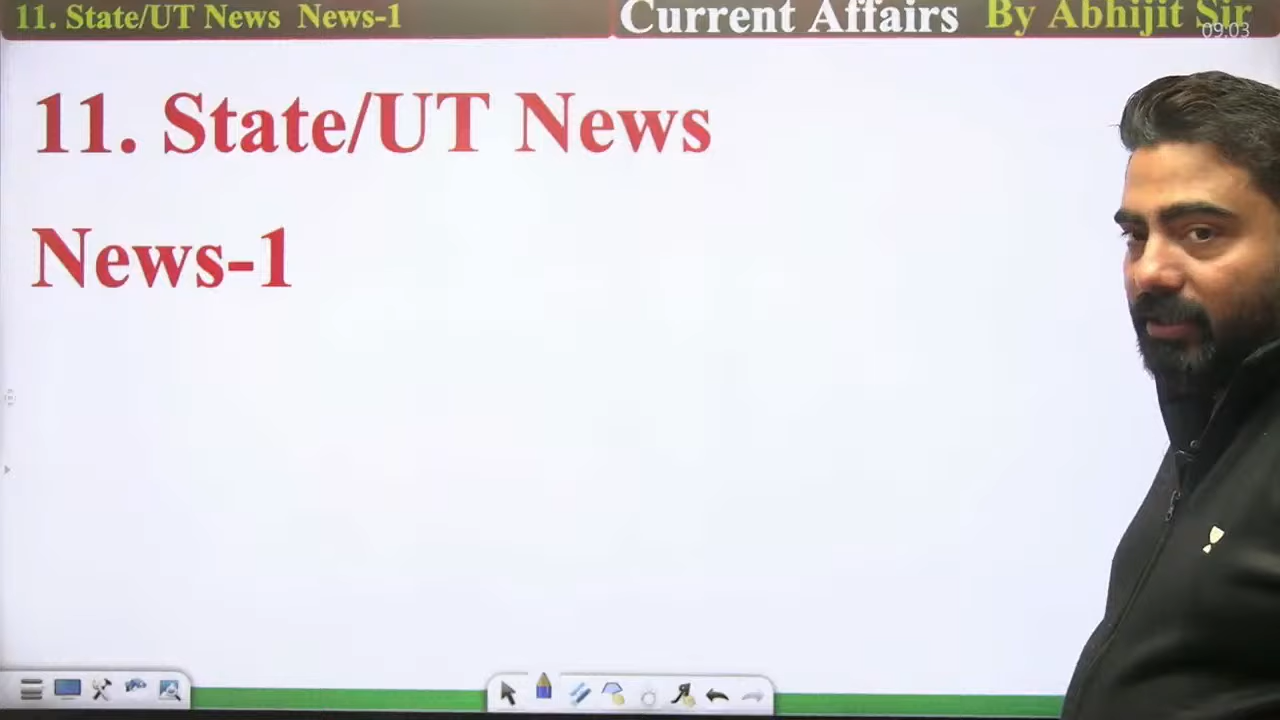 11. State/UT News News-1
Current Affairs By Abhijit Sir
09:03
11. State/UT News
News-1